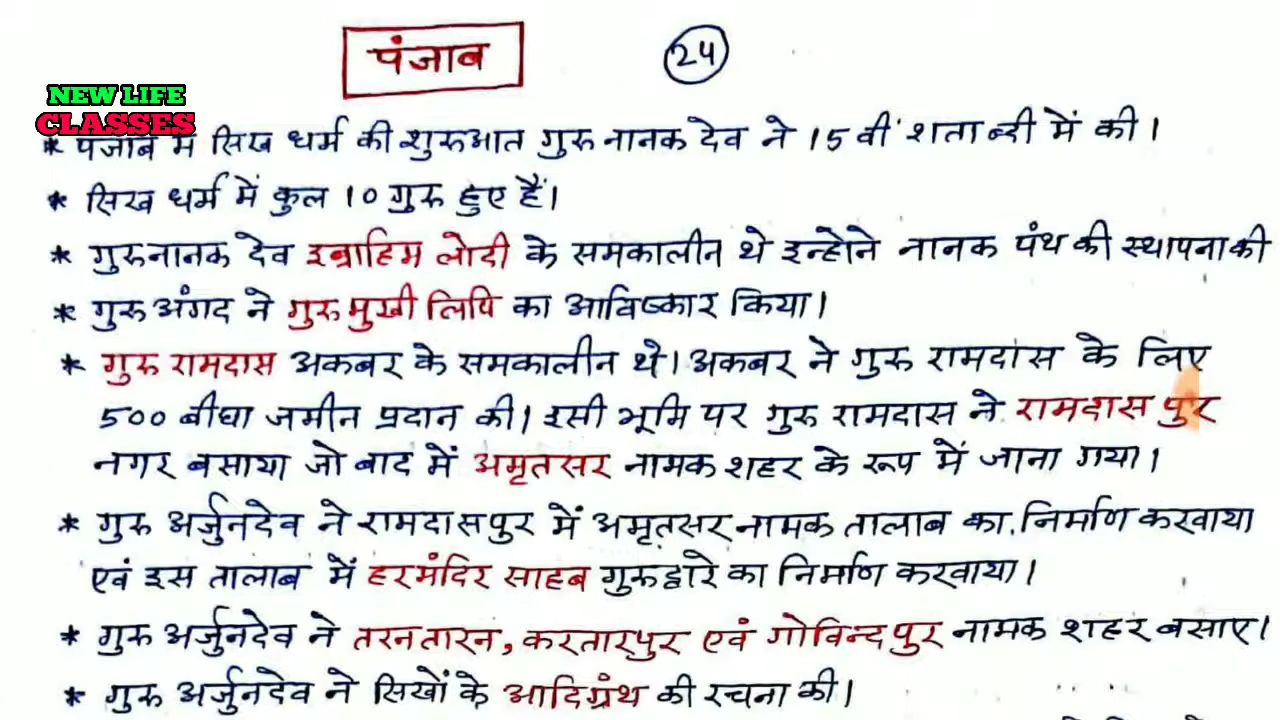 पंजाब 24
NEW LIFE
CLASSES
* पंजाब में सिख धर्म की शुरुआत गुरु नानक देव ने 15 वीं शताब्दी में की।
* सिख धर्म में कुल 10 गुरु हुए हैं।
* गुरुनानक देव इब्राहिम लोदी के समकालीन थे इन्होने नानक पंथ की स्थापना की
* गुरु अंगद ने गुरुमुखी लिपि का आविष्कार किया।
* गुरु रामदास अकबर के समकालीन थे। अकबर ने गुरु रामदास के लिए
500 बीघा जमीन प्रदान की। इसी भूमि पर गुरु रामदास ने रामदासपुर
नगर बसाया जो बाद में अमृतसर नामक शहर के रूप में जाना गया।
* गुरु अर्जुनदेव ने रामदासपुर में अमृतसर नामक तालाब का निर्माण करवाया
एवं इस तालाब में हरमंदिर साहब गुरुद्वारे का निर्माण करवाया।
* गुरु अर्जुनदेव ने तरनतारन, करतारपुर एवं गोविन्दपुर नामक शहर बसाए।
* गुरु अर्जुनदेव ने सिखों के आदिग्रंथ की रचना की।